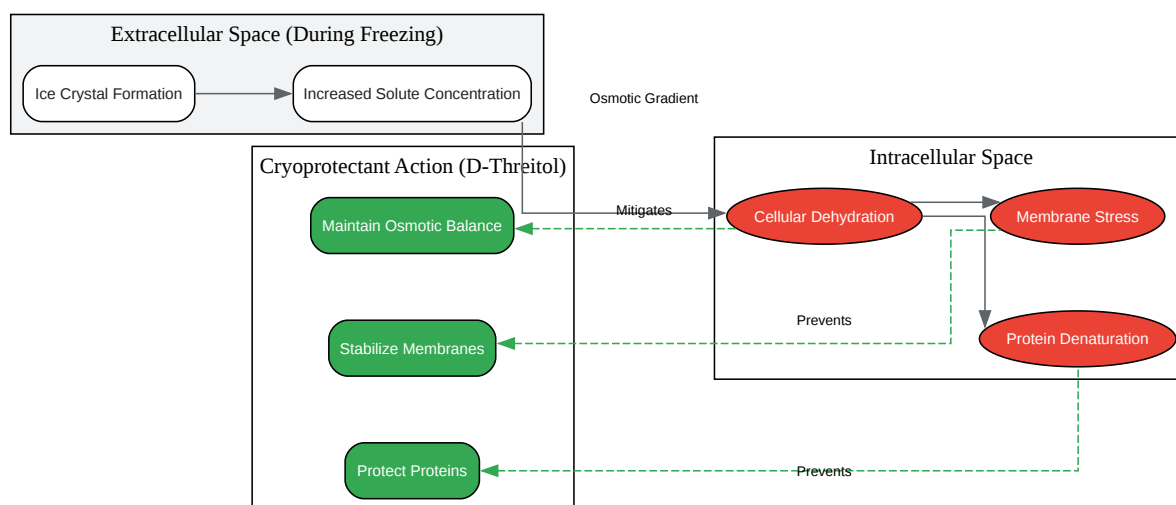 Extracellular Space (During Freezing)
Ice Crystal Formation
Increased Solute Concentration
Osmotic Gradient
Cryoprotectant Action (D-Threitol)
Intracellular Space
Maintain Osmotic Balance
Mitigates
Cellular Dehydration
Membrane Stress
Stabilize Membranes
Prevents
Protein Denaturation
Protect Proteins
Prevents